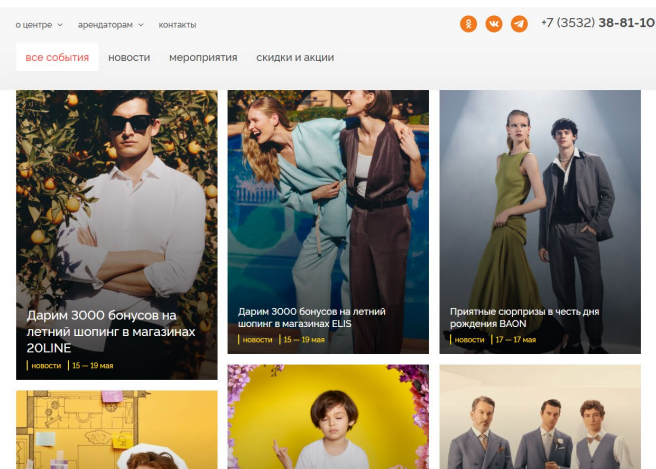 о центре арендаторам контакты
+7 (3532) 38-81-10
все события новости мероприятия скидки и акции
Дарим 3000 бонусов на
летний шопинг в магазинах
20LINE
новости 15 — 19 мая
Дарим 3000 бонусов на летний
шопинг в магазинах ELIS
новости 15 — 19 мая
Приятные сюрпризы в честь дня
рождения BAON
новости 17 — 17 мая